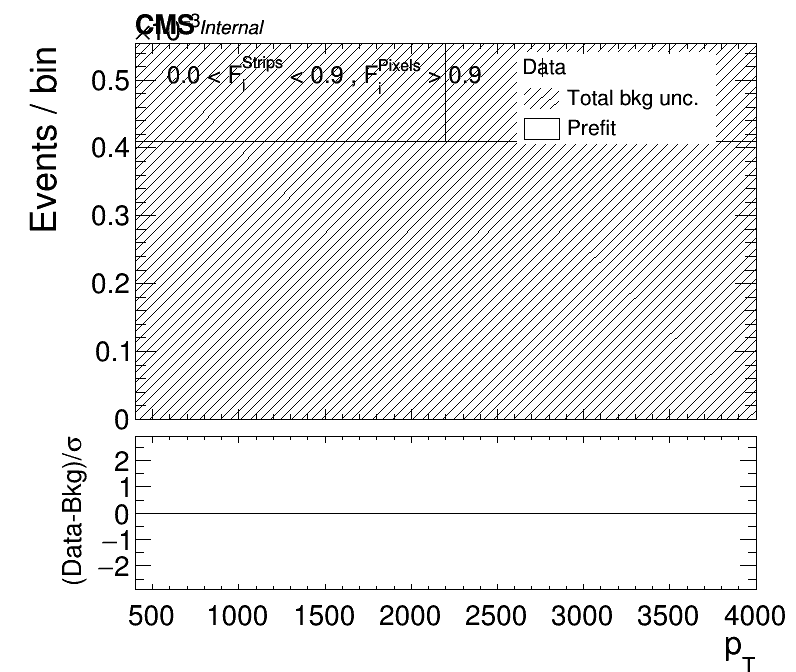 CMS Internal
×10⁻³
Events / bin
0.0 < F_i^Strips < 0.9 , F_i^Pixels > 0.9
Data
Total bkg unc.
Prefit
0.5
0.4
0.3
0.2
0.1
0
(Data-Bkg)/σ
2
1
0
−1
−2
500 1000 1500 2000 2500 3000 3500 4000
p_T